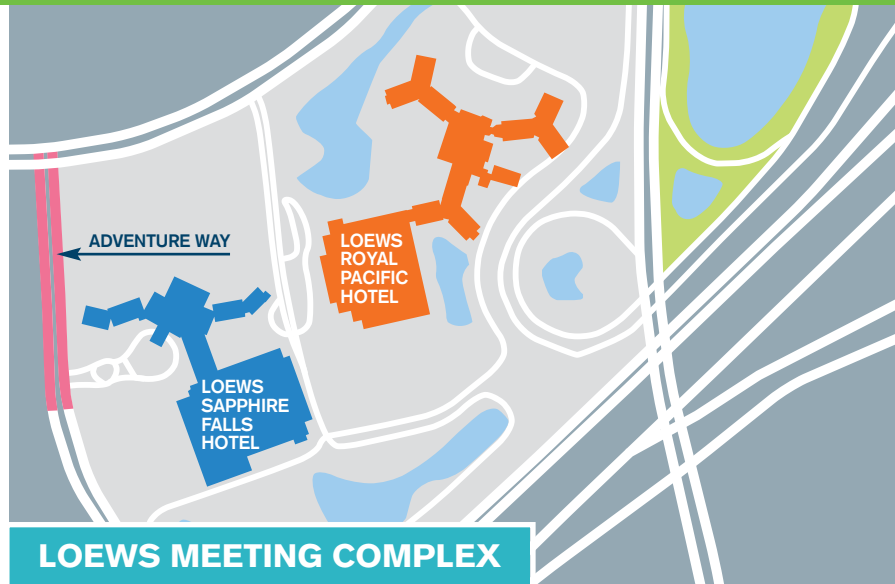 ADVENTURE WAY
LOEWS
ROYAL
PACIFIC
HOTEL
LOEWS
SAPPHIRE
FALLS
HOTEL
LOEWS MEETING COMPLEX